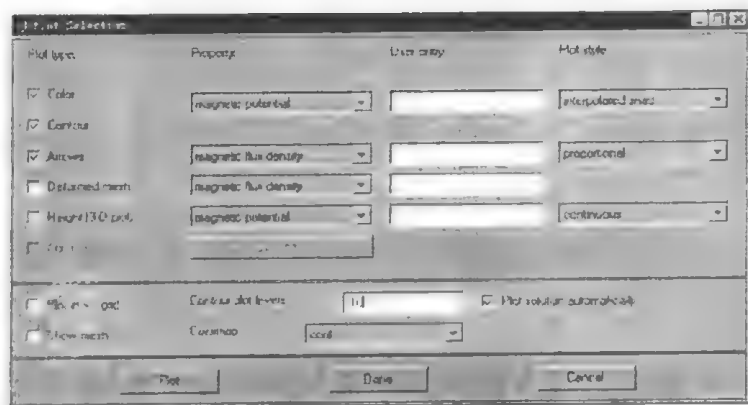 Plot Selection
Plot type: Property: User entry: Plot style:
Color magnetic potential interpolated shad.
Contour
Arrows magnetic flux density proportional
Deformed mesh magnetic flux density
Height (3-D plot) magnetic potential continuous
Contour plot levels: Plot solution automatically
Show mesh Colormap: cool
Plot Done Cancel